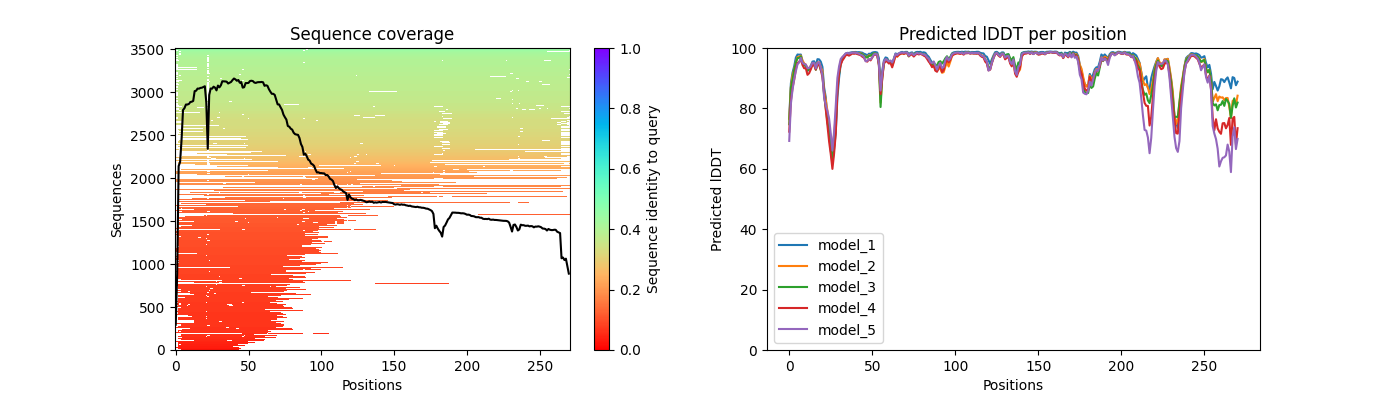 Sequence coverage
3500
3000
2500
2000
1500
1000
500
0
Sequences
0 50 100 150 200 250
Positions
1.0
0.8
0.6
0.4
0.2
0.0
Sequence identity to query
Predicted lDDT per position
100
80
60
40
20
0
Predicted lDDT
model_1
model_2
model_3
model_4
model_5
0 50 100 150 200 250
Positions